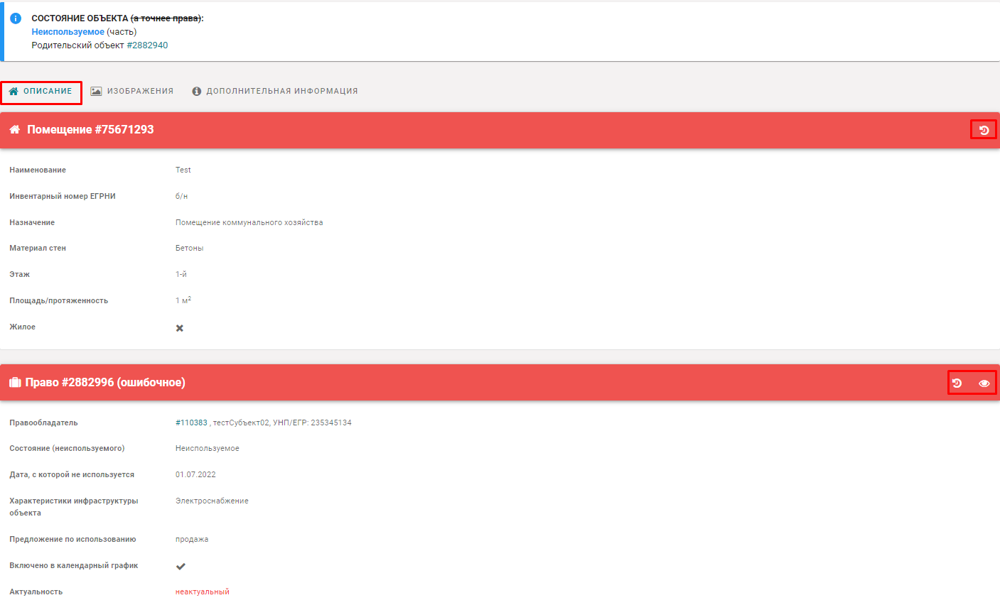 СОСТОЯНИЕ ОБЪЕКТА (а точнее права):
Неиспользуемое (часть)
Родительский объект #2882940
ОПИСАНИЕ ИЗОБРАЖЕНИЯ ДОПОЛНИТЕЛЬНАЯ ИНФОРМАЦИЯ
Помещение #75671293
Наименование Test
Инвентарный номер ЕГРНИ б/н
Назначение Помещение коммунального хозяйства
Материал стен Бетоны
Этаж 1-й
Площадь/протяженность 1 м²
Жилое
Право #2882996 (ошибочное)
Правообладатель #110383 , тестСубъект02, УНП/ЕГР: 235345134
Состояние (неиспользуемого) Неиспользуемое
Дата, с которой не используется 01.07.2022
Характеристики инфраструктуры Электроснабжение
объекта
Предложение по использованию продажа
Включено в календарный график
Актуальность неактуальный